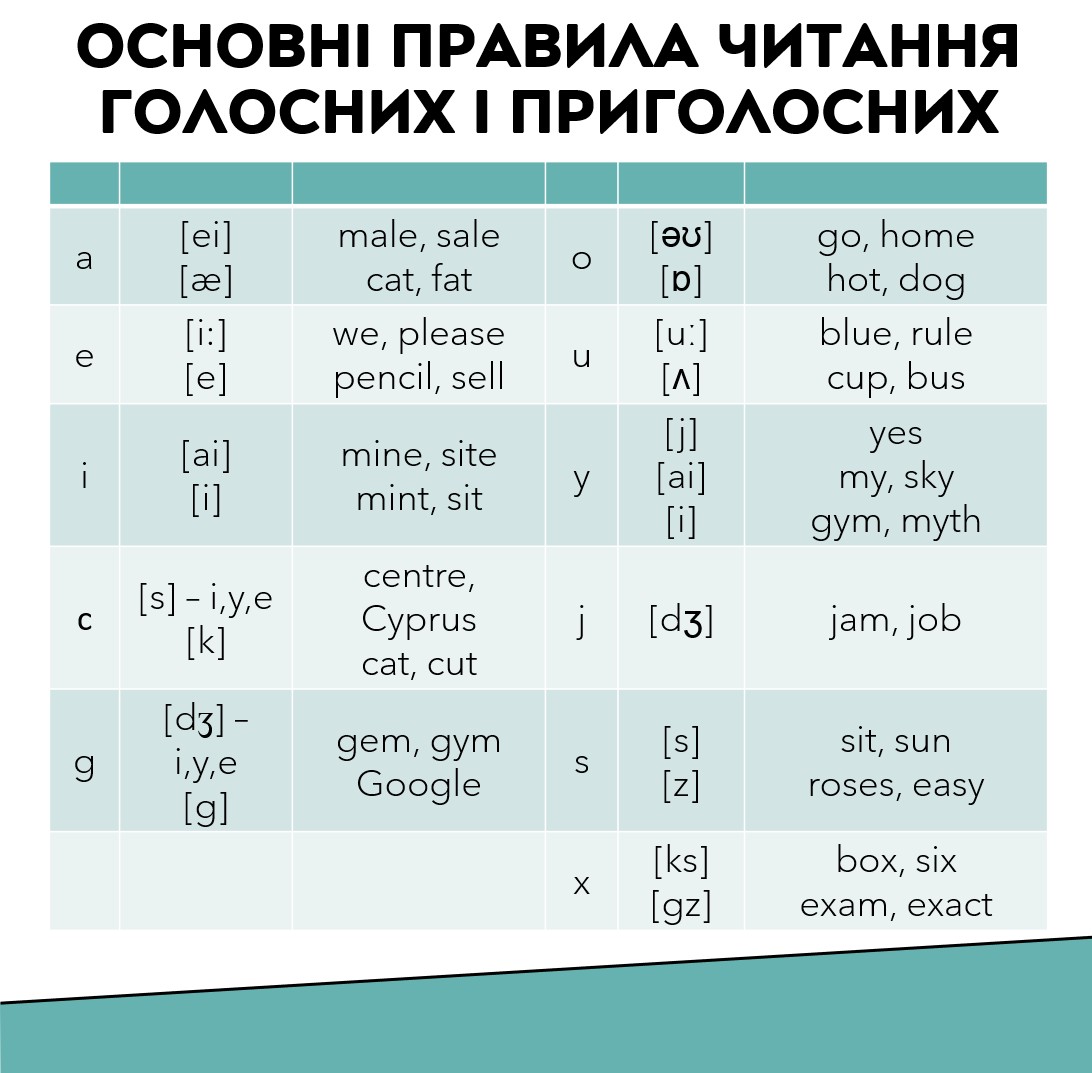 ОСНОВНІ ПРАВИЛА ЧИТАННЯ
ГОЛОСНИХ І ПРИГОЛОСНИХ
a
[ei]
[æ]
male, sale
cat, fat
o
[əʊ]
[ɒ]
go, home
hot, dog
e
[i:]
[e]
we, please
pencil, sell
u
[uː]
[ʌ]
blue, rule
cup, bus
i
[ai]
[i]
mine, site
mint, sit
y
[j]
[ai]
[i]
yes
my, sky
gym, myth
c
[s] – i,y,e
[k]
centre,
Cyprus
cat, cut
j
[dʒ]
jam, job
g
[dʒ] –
i,y,e
[g]
gem, gym
Google
s
[s]
[z]
sit, sun
roses, easy
x
[ks]
[gz]
box, six
exam, exact